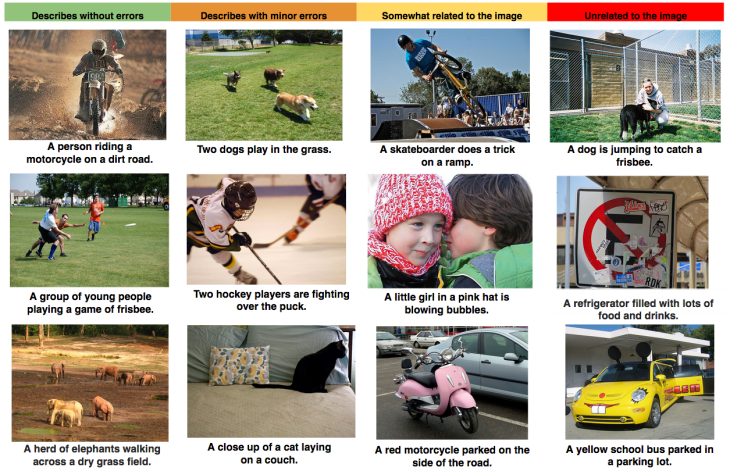 Describes without errors
Describes with minor errors
Somewhat related to the image
Unrelated to the image
A person riding a
motorcycle on a dirt road.
Two dogs play in the grass.
A skateboarder does a trick
on a ramp.
A dog is jumping to catch a
frisbee.
A group of young people
playing a game of frisbee.
Two hockey players are fighting
over the puck.
A little girl in a pink hat is
blowing bubbles.
A refrigerator filled with lots of
food and drinks.
A herd of elephants walking
across a dry grass field.
A close up of a cat laying
on a couch.
A red motorcycle parked on the
side of the road.
A yellow school bus parked in
a parking lot.